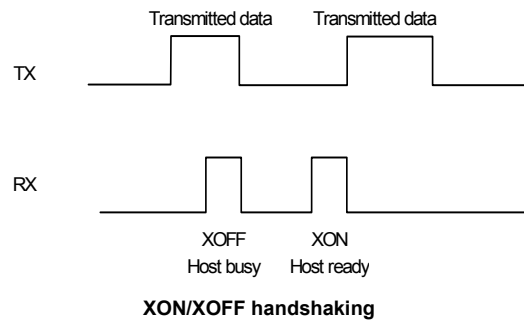 Transmitted data Transmitted data
TX
RX
XOFF XON
Host busy Host ready
XON/XOFF handshaking